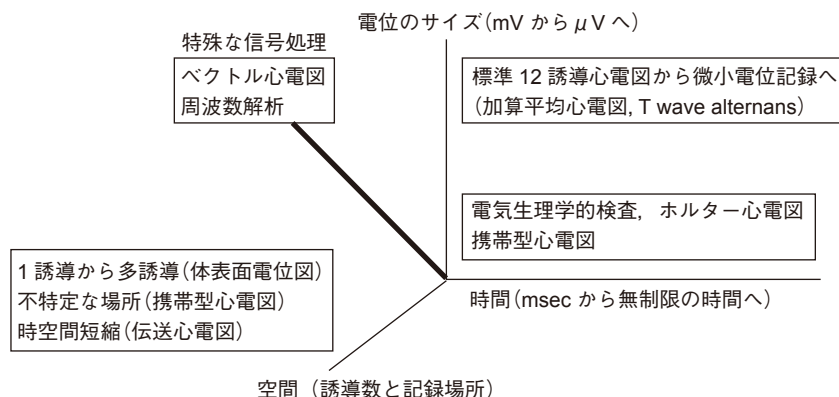 電位のサイズ(mV からμV へ)
特殊な信号処理
ベクトル心電図
周波数解析
標準 12 誘導心電図から微小電位記録へ
(加算平均心電図, T wave alternans)
電気生理学的検査, ホルター心電図
携帯型心電図
1 誘導から多誘導(体表面電位図)
不特定な場所(携帯型心電図)
時空間短縮(伝送心電図)
時間(msec から無制限の時間へ)
空間(誘導数と記録場所)